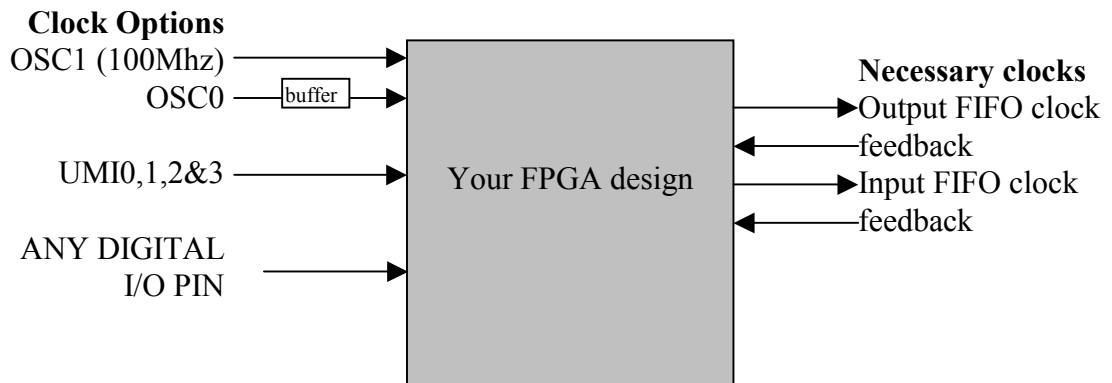 Clock Options
OSC1 (100Mhz)
OSC0
buffer
UMI0,1,2&3
ANY DIGITAL
I/O PIN
Your FPGA design
Necessary clocks
Output FIFO clock
feedback
Input FIFO clock
feedback